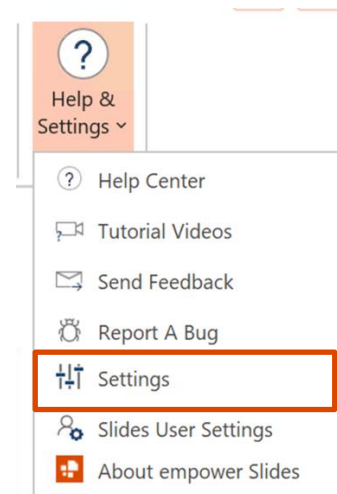 Help &
Settings
Help Center
Tutorial Videos
Send Feedback
Report A Bug
Settings
Slides User Settings
About empower Slides